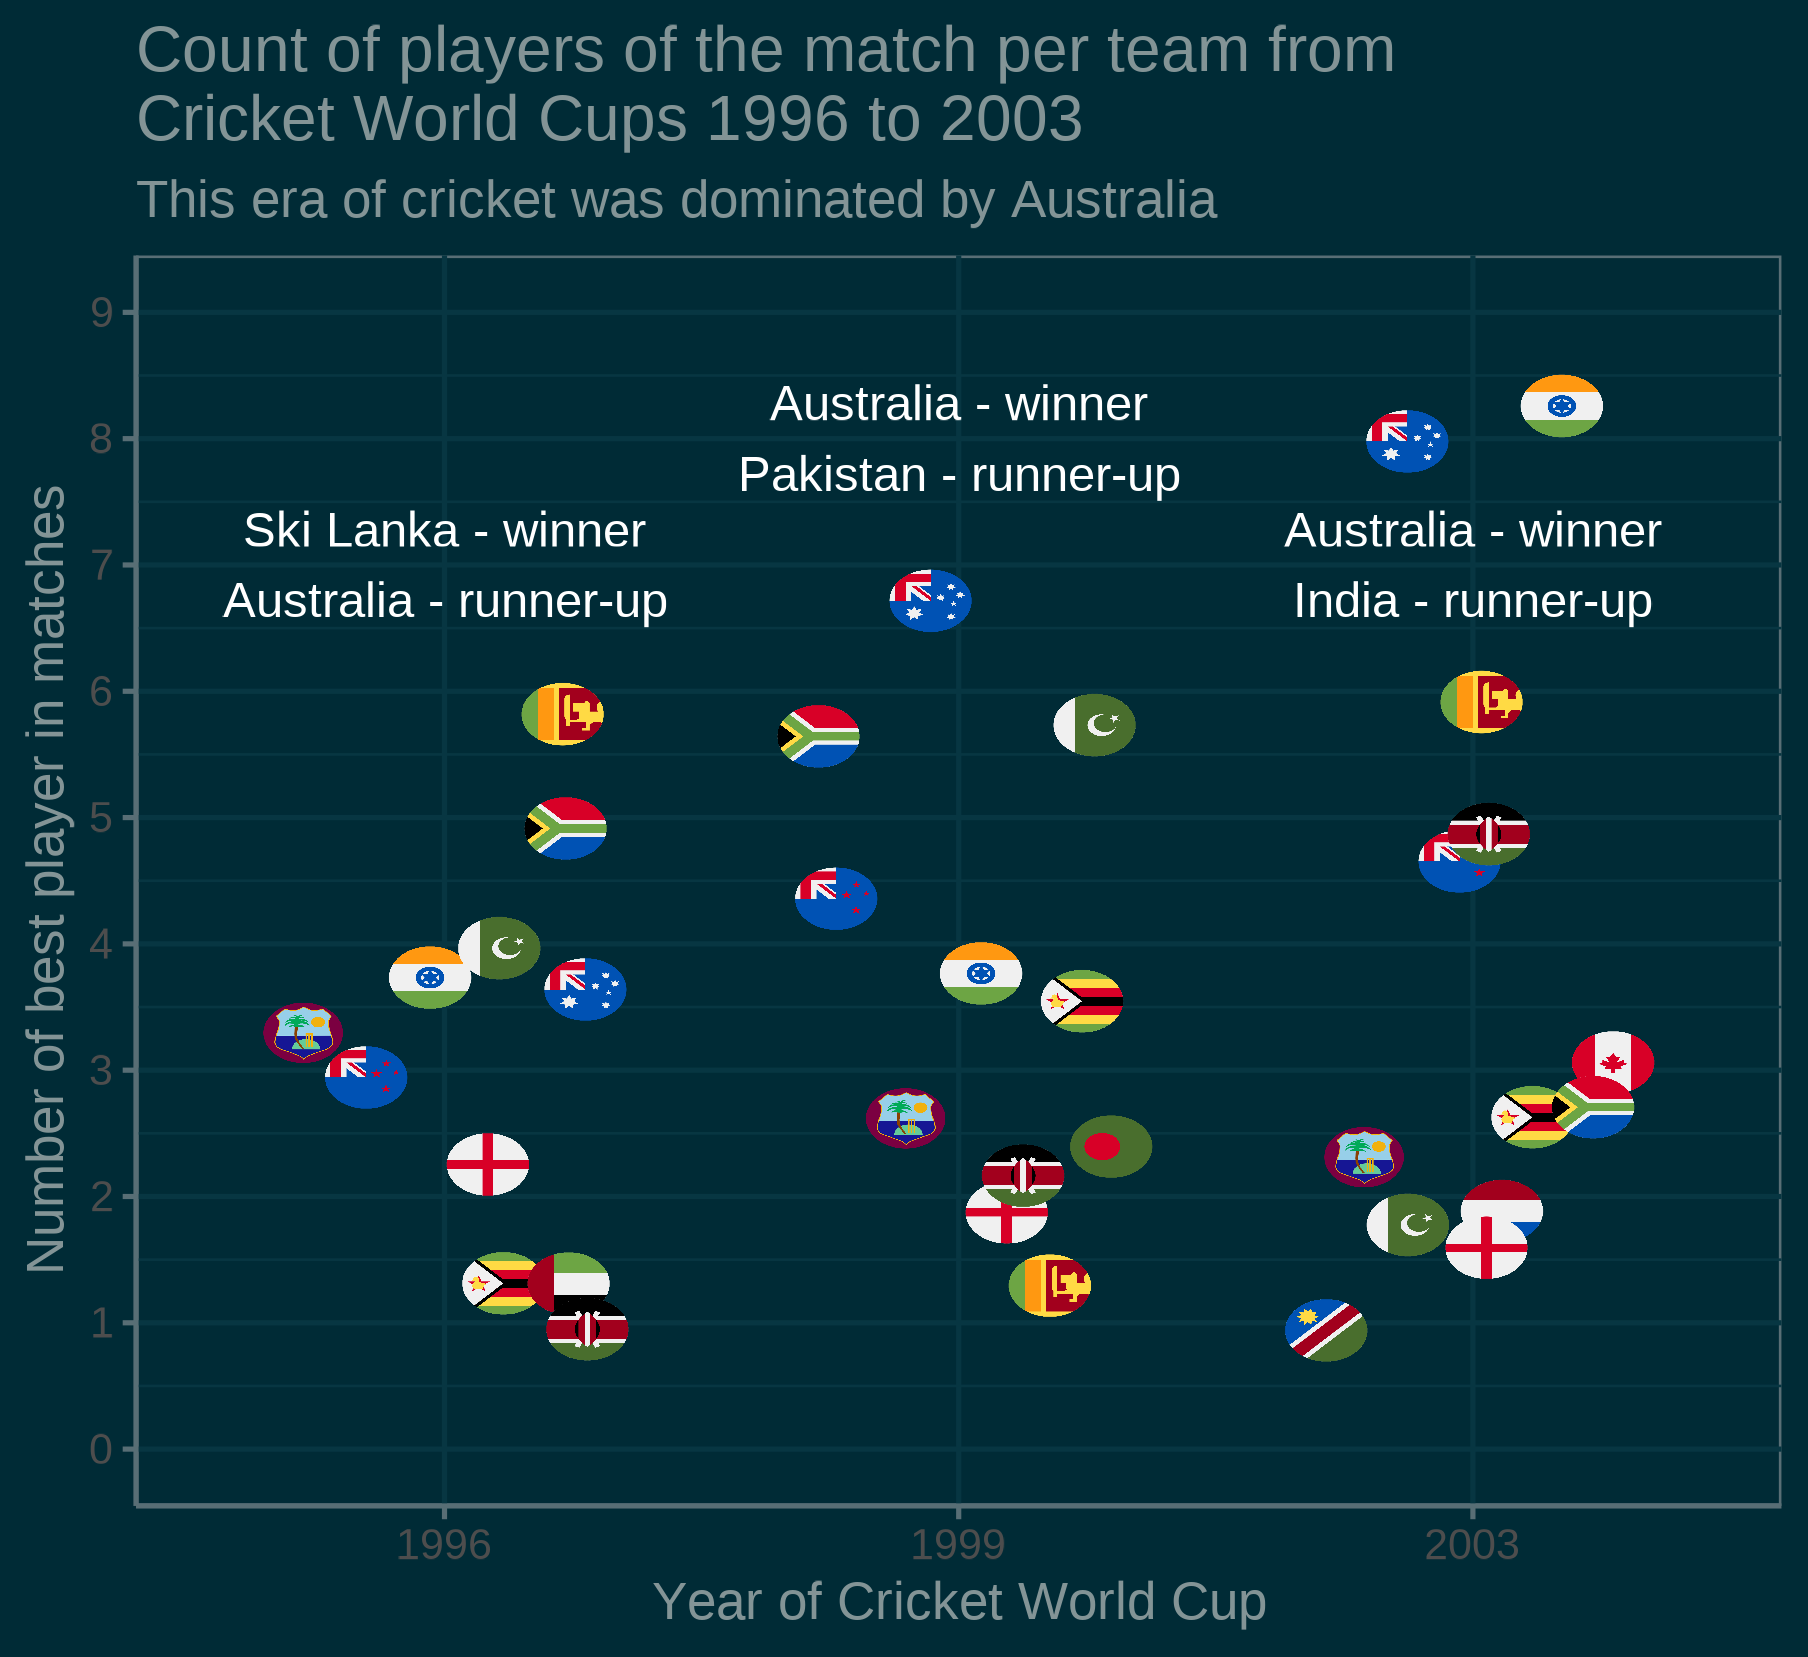 Count of players of the match per team from
Cricket World Cups 1996 to 2003
This era of cricket was dominated by Australia
Number of best player in matches
9
8
7
6
5
4
3
2
1
0
Australia - winner
Pakistan - runner-up
Ski Lanka - winner
Australia - runner-up
Australia - winner
India - runner-up
1996
1999
2003
Year of Cricket World Cup